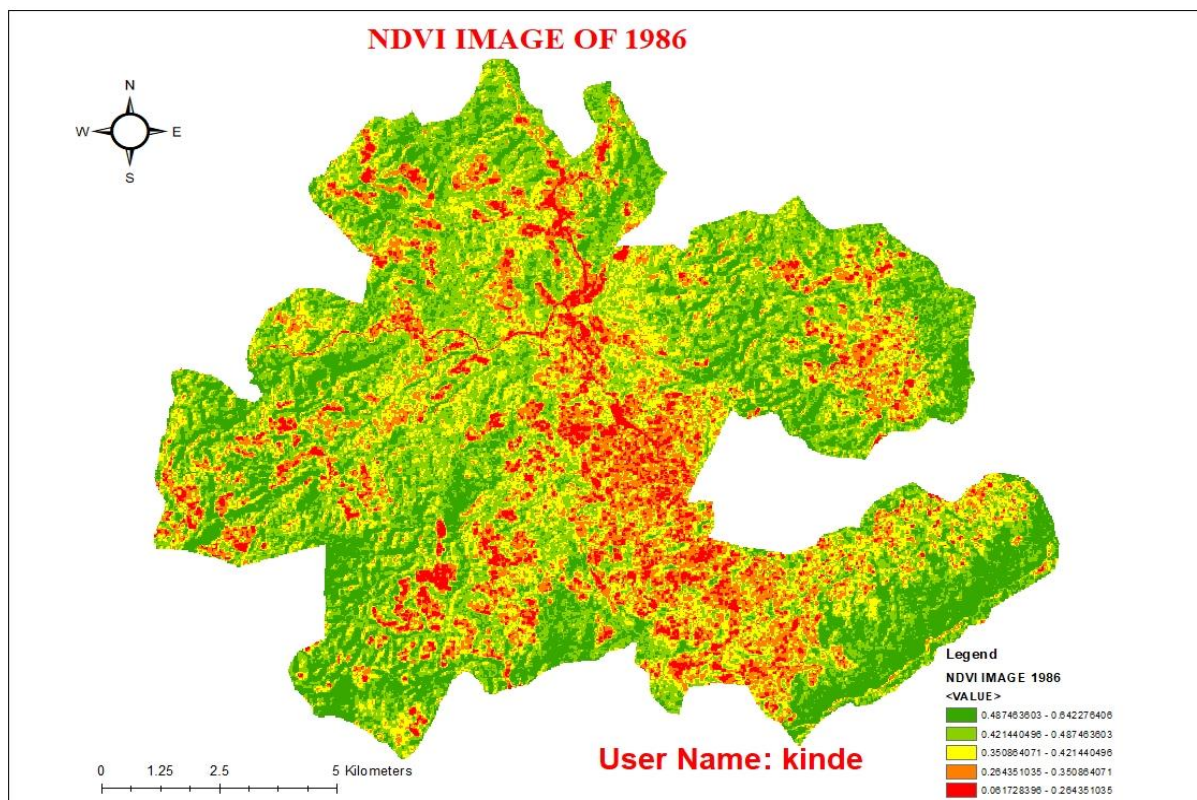 NDVI IMAGE OF 1986
N
W E
S
Legend
NDVI IMAGE 1986
<VALUE>
0.487463603 - 0.642276406
0.421440496 - 0.487463603
0.350864071 - 0.421440496
0.264351035 - 0.350864071
0.061728396 - 0.264351035
User Name: kinde
0 1.25 2.5 5 Kilometers